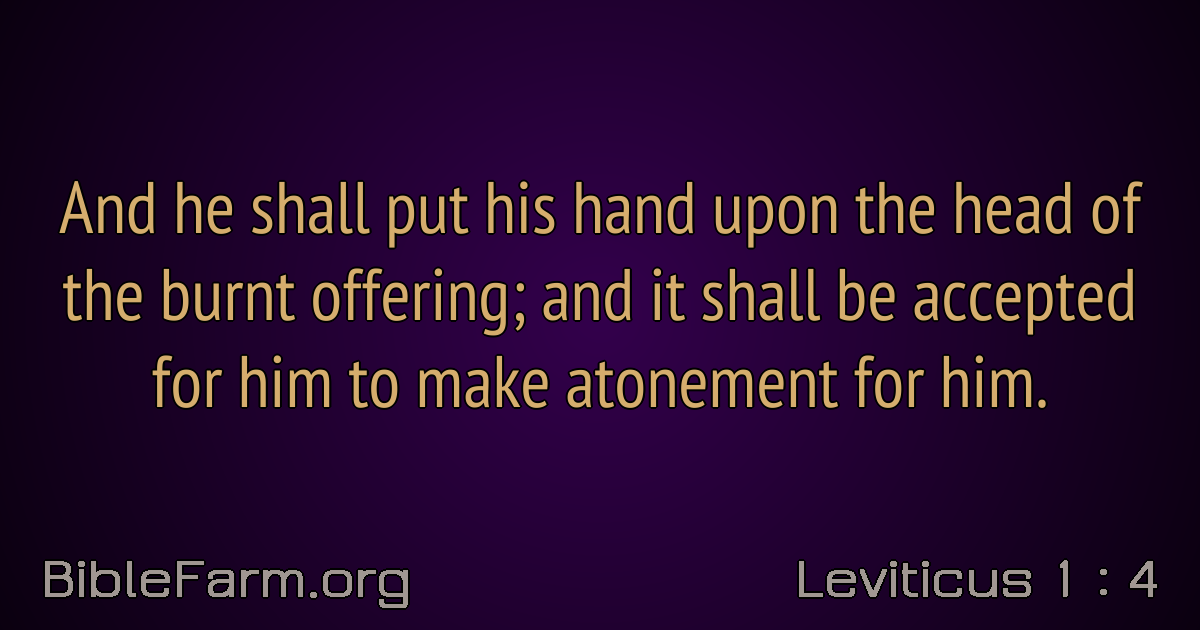 And he shall put his hand upon the head of
the burnt offering; and it shall be accepted
for him to make atonement for him.
BibleFarm.org
Leviticus 1 : 4